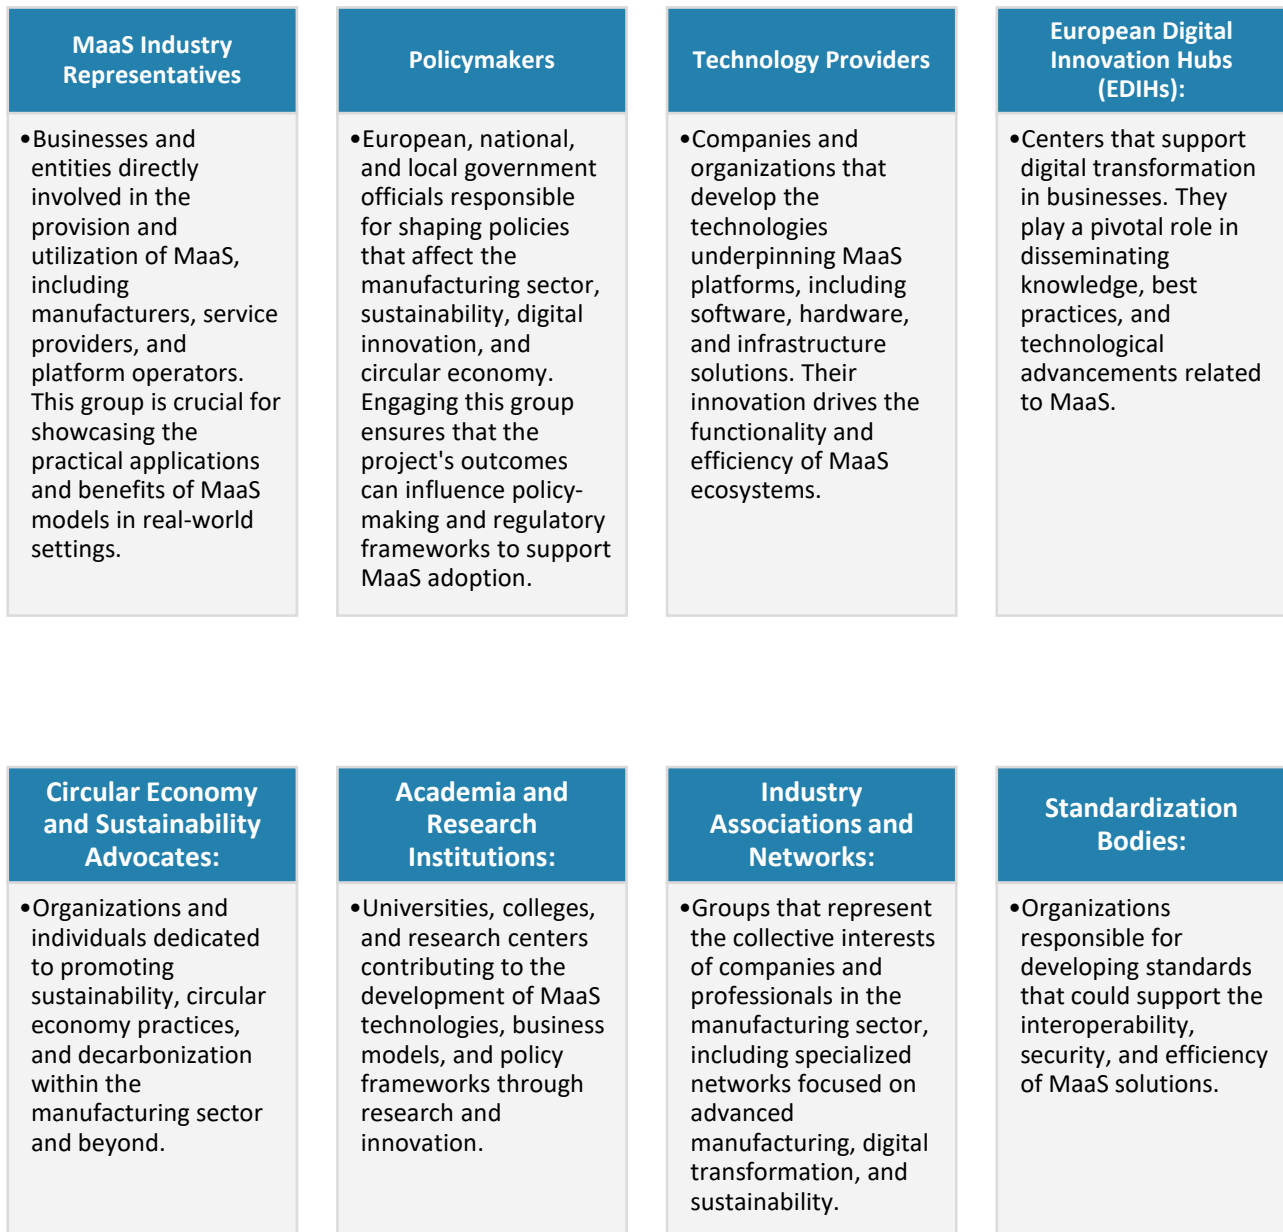 MaaS Industry
Representatives
•Businesses and
entities directly
involved in the
provision and
utilization of MaaS,
including
manufacturers, service
providers, and
platform operators.
This group is crucial for
showcasing the
practical applications
and benefits of MaaS
models in real-world
settings.
Policymakers
•European, national,
and local government
officials responsible
for shaping policies
that affect the
manufacturing sector,
sustainability, digital
innovation, and
circular economy.
Engaging this group
ensures that the
project's outcomes
can influence policy-
making and regulatory
frameworks to support
MaaS adoption.
Technology Providers
•Companies and
organizations that
develop the
technologies
underpinning MaaS
platforms, including
software, hardware,
and infrastructure
solutions. Their
innovation drives the
functionality and
efficiency of MaaS
ecosystems.
European Digital
Innovation Hubs
(EDIHs):
•Centers that support
digital transformation
in businesses. They
play a pivotal role in
disseminating
knowledge, best
practices, and
technological
advancements related
to MaaS.
Circular Economy
and Sustainability
Advocates:
•Organizations and
individuals dedicated
to promoting
sustainability, circular
economy practices,
and decarbonization
within the
manufacturing sector
and beyond.
Academia and
Research
Institutions:
•Universities, colleges,
and research centers
contributing to the
development of MaaS
technologies, business
models, and policy
frameworks through
research and
innovation.
Industry
Associations and
Networks:
•Groups that represent
the collective interests
of companies and
professionals in the
manufacturing sector,
including specialized
networks focused on
advanced
manufacturing, digital
transformation, and
sustainability.
Standardization
Bodies:
•Organizations
responsible for
developing standards
that could support the
interoperability,
security, and efficiency
of MaaS solutions.